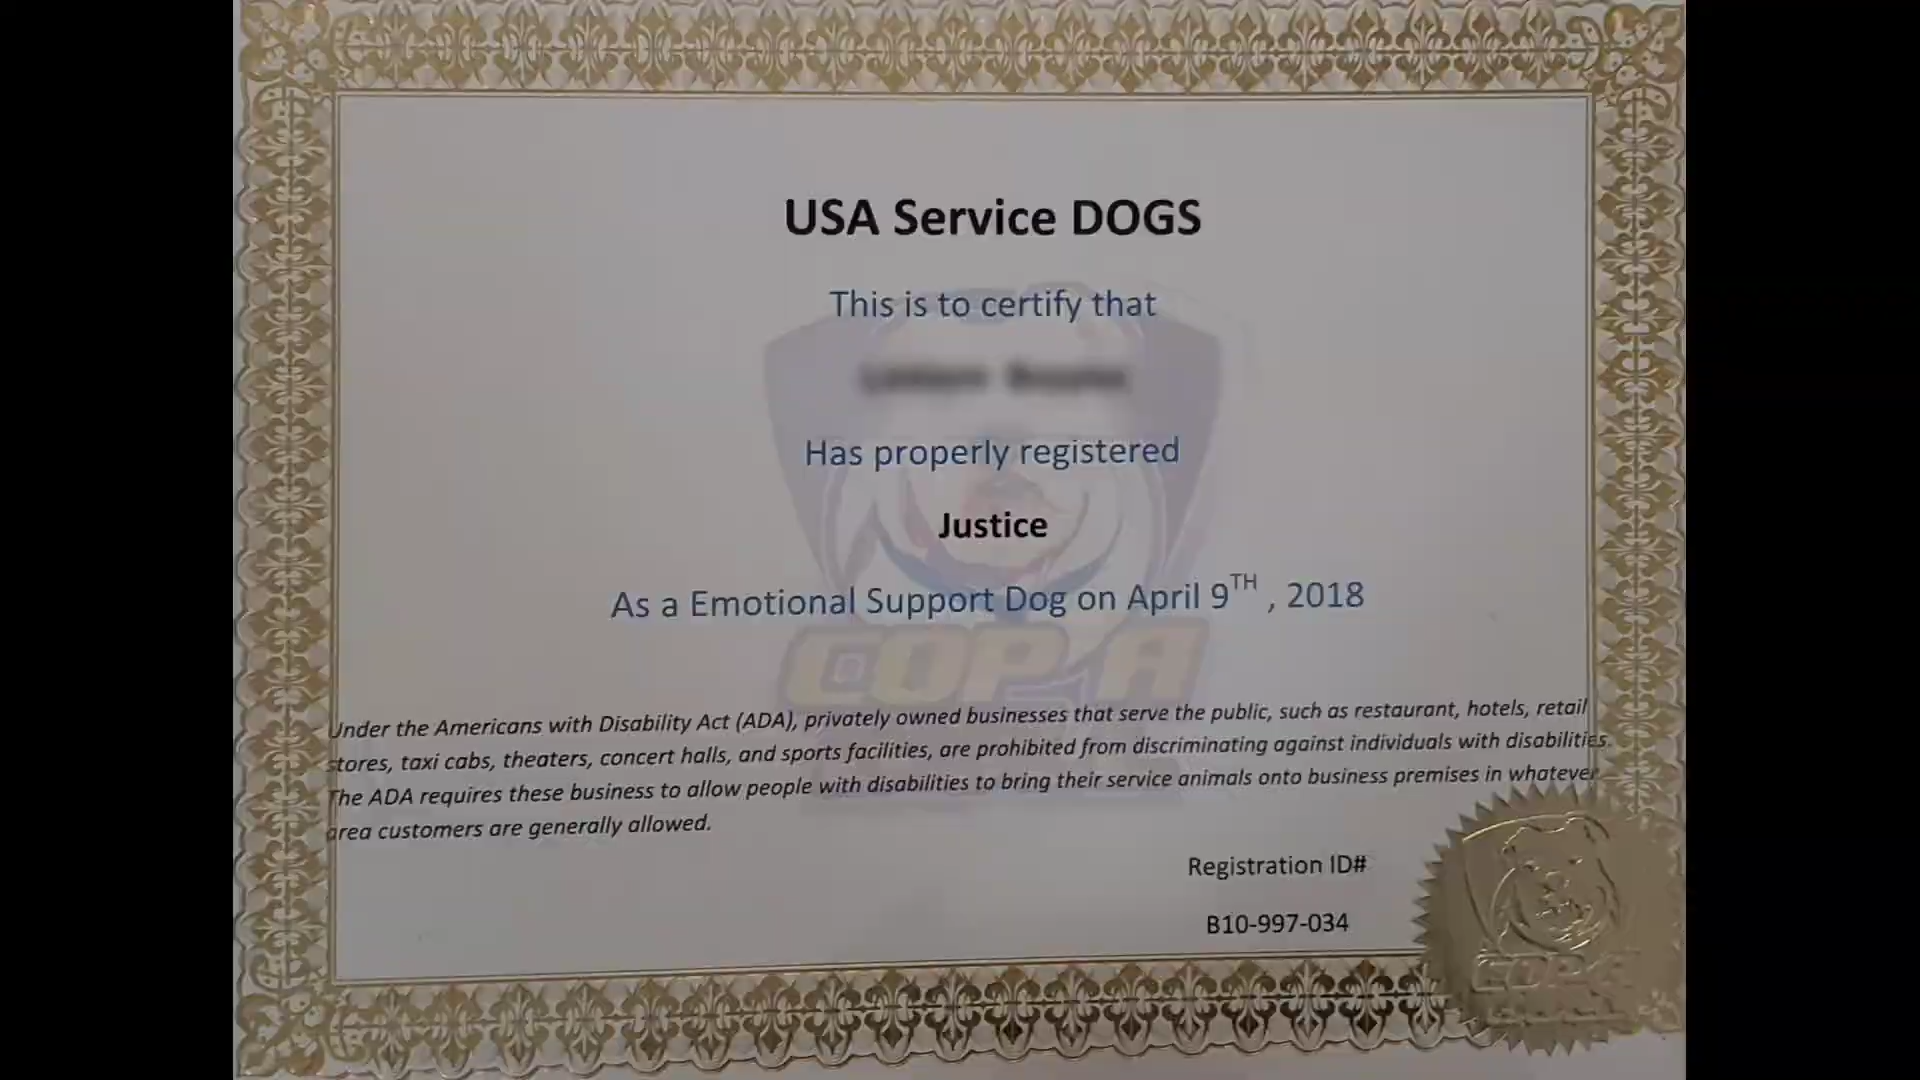 USA Service DOGS
This is to certify that
Has properly registered
Justice
As a Emotional Support Dog on April 9TH , 2018
COP A
Under the Americans with Disability Act (ADA), privately owned businesses that serve the public, such as restaurant, hotels, retail
stores, taxi cabs, theaters, concert halls, and sports facilities, are prohibited from discriminating against individuals with disabilities.
The ADA requires these business to allow people with disabilities to bring their service animals onto business premises in whatever
area customers are generally allowed.
Registration ID#
B10-997-034